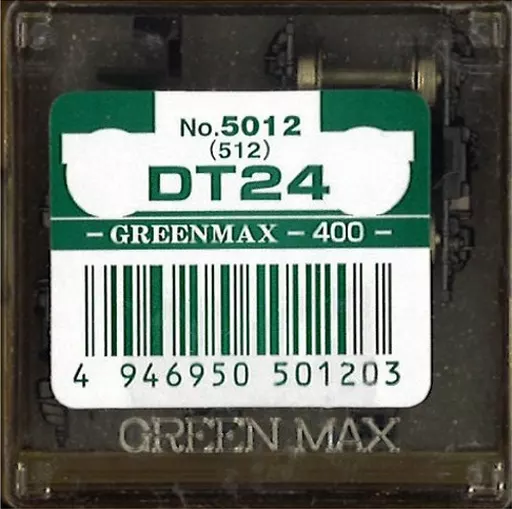 No.5012
(512)
DT24
- GREENMAX - 400 -
4 946950 501203
GREEN MAX